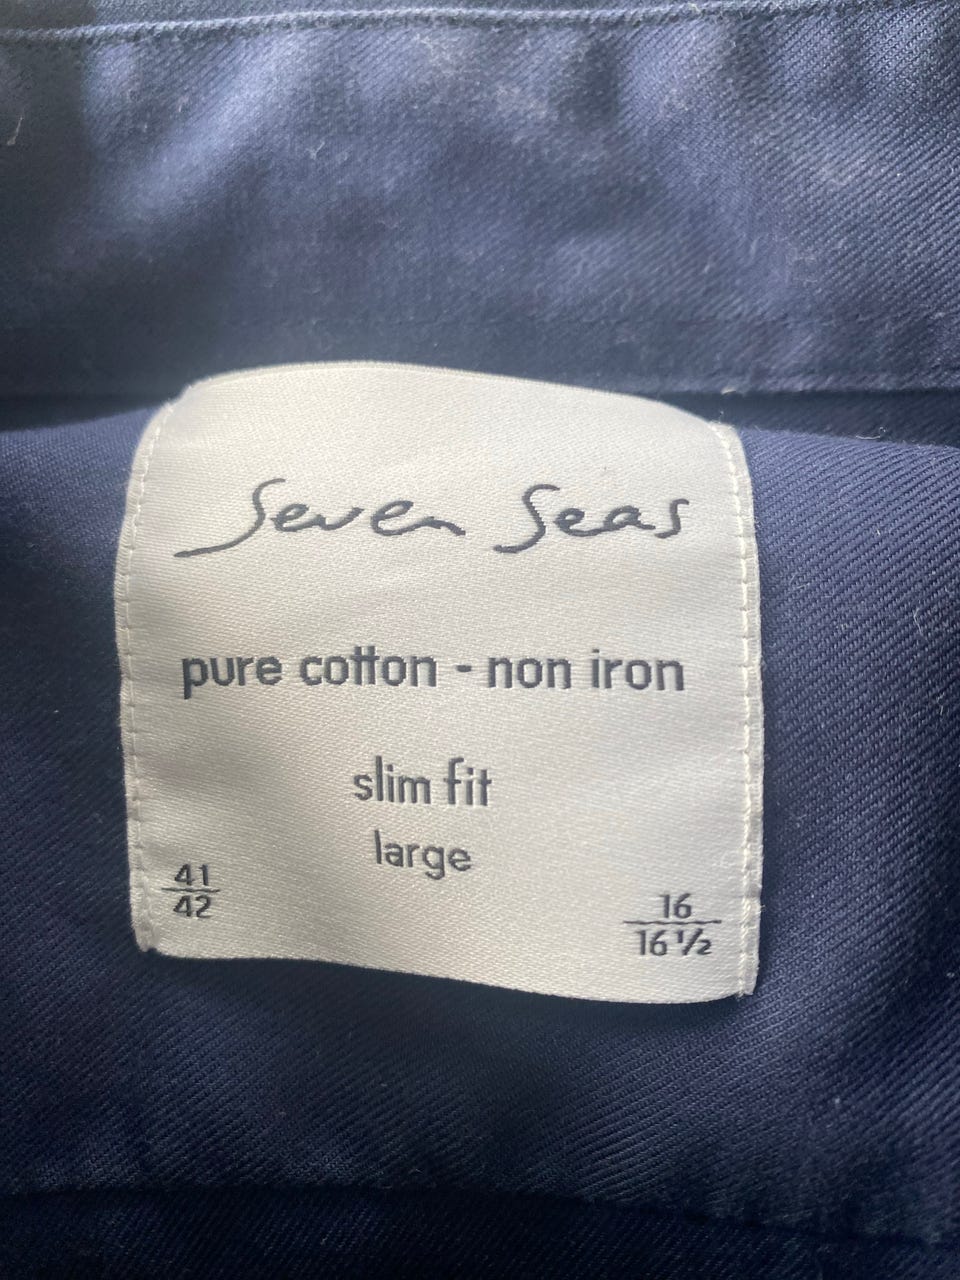 Seven Seas
pure cotton - non iron
slim fit
large
41
42
16
16 ½